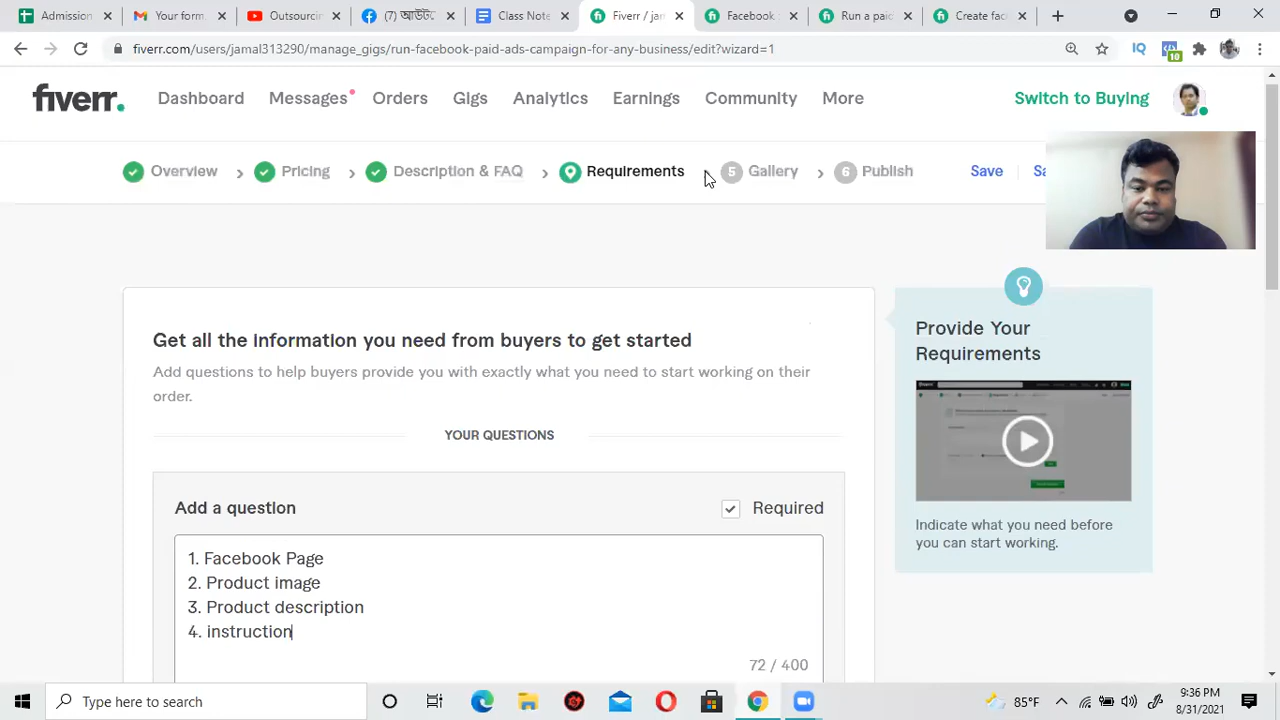 Admission
Your form
Outsourci
(7) আউটসো
Class Note
Fiverr / jam
Facebook
Run a paid
Create fac
fiverr.com/users/jamal313290/manage_gigs/run-facebook-paid-ads-campaign-for-any-business/edit?wizard=1
IQ
10
fiverr.
Dashboard
Messages
Orders
Gigs
Analytics
Earnings
Community
More
Switch to Buying
Overview
Pricing
Description & FAQ
Requirements
5 Gallery
6 Publish
Save
Sa
Get all the information you need from buyers to get started
Add questions to help buyers provide you with exactly what you need to start working on their
order.
YOUR QUESTIONS
Add a question
Required
1. Facebook Page
2. Product image
3. Product description
4. instruction
72 / 400
Provide Your
Requirements
Indicate what you need before
you can start working.
Type here to search
85°F
9:36 PM
8/31/2021